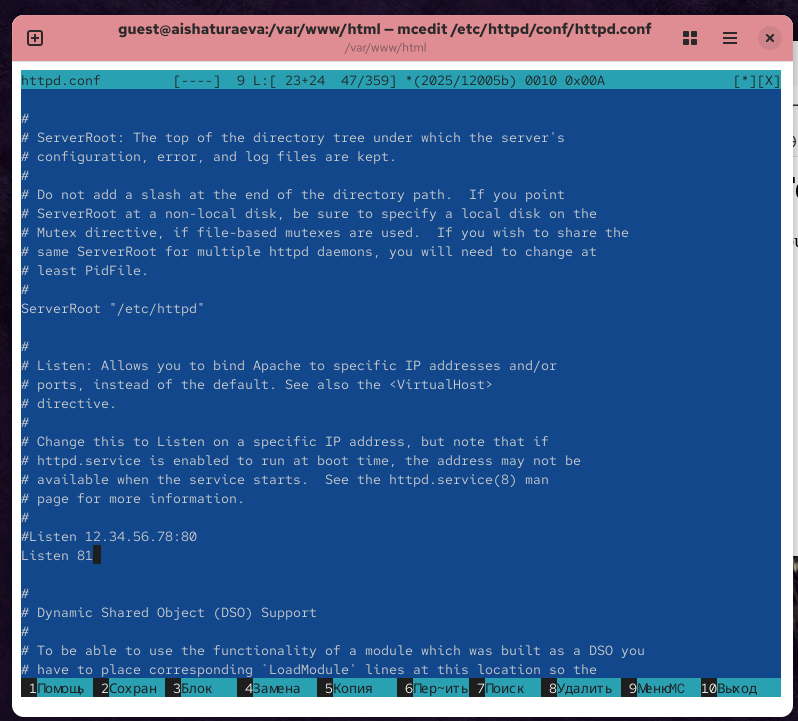 guest@aishaturaeva:/var/www/html — mcedit /etc/httpd/conf/httpd.conf
/var/www/html
httpd.conf         [----]  9 L:[ 23+24  47/359] *(2025/12005b) 0010 0x00A                [*][X]
#
# ServerRoot: The top of the directory tree under which the server's
# configuration, error, and log files are kept.
#
# Do not add a slash at the end of the directory path.  If you point
# ServerRoot at a non-local disk, be sure to specify a local disk on the
# Mutex directive, if file-based mutexes are used.  If you wish to share the
# same ServerRoot for multiple httpd daemons, you will need to change at
# least PidFile.
#
ServerRoot "/etc/httpd"
#
# Listen: Allows you to bind Apache to specific IP addresses and/or
# ports, instead of the default. See also the <VirtualHost>
# directive.
#
# Change this to Listen on a specific IP address, but note that if
# httpd.service is enabled to run at boot time, the address may not be
# available when the service starts.  See the httpd.service(8) man
# page for more information.
#
#Listen 12.34.56.78:80
Listen 81
#
# Dynamic Shared Object (DSO) Support
#
# To be able to use the functionality of a module which was built as a DSO you
# have to place corresponding `LoadModule' lines at this location so the
1Помощь 2Сохран 3Блок 4Замена 5Копия 6Пер~ить 7Поиск 8Удалить 9МенюMC 10Выход